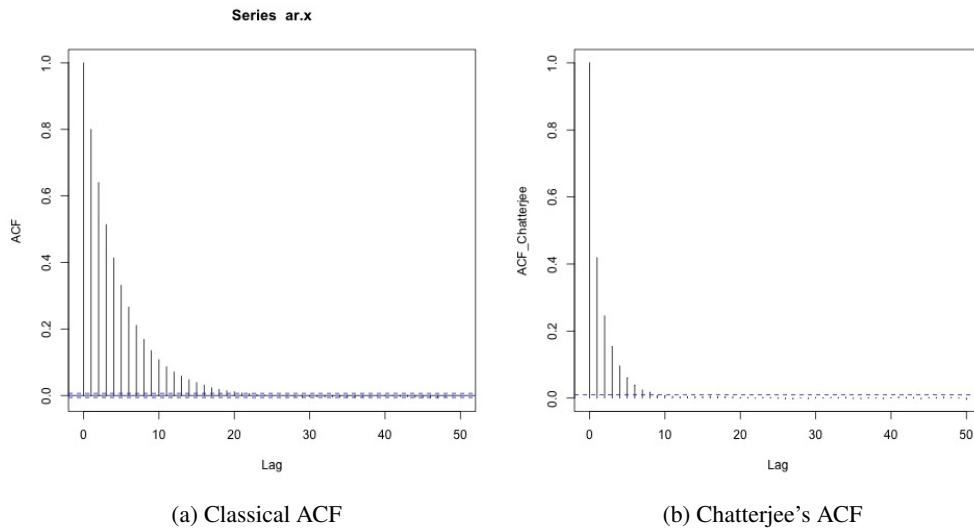 Series ar.x
ACF
1.0
0.8
0.6
0.4
0.2
0.0
0 10 20 30 40 50
Lag
(a) Classical ACF
ACF_Chatterjee
1.0
0.8
0.6
0.4
0.2
0.0
0 10 20 30 40 50
Lag
(b) Chatterjee's ACF